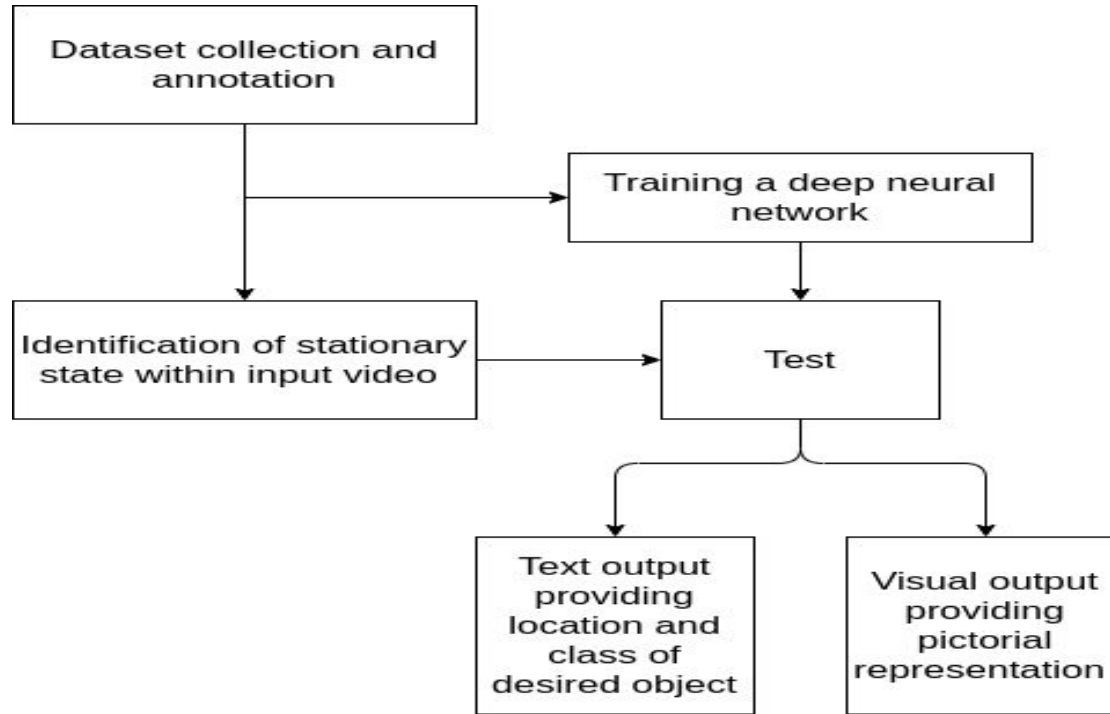 Dataset collection and
annotation
Training a deep neural
network
Identification of stationary
state within input video
Test
Text output
providing
location and
class of
desired object
Visual output
providing
pictorial
representation